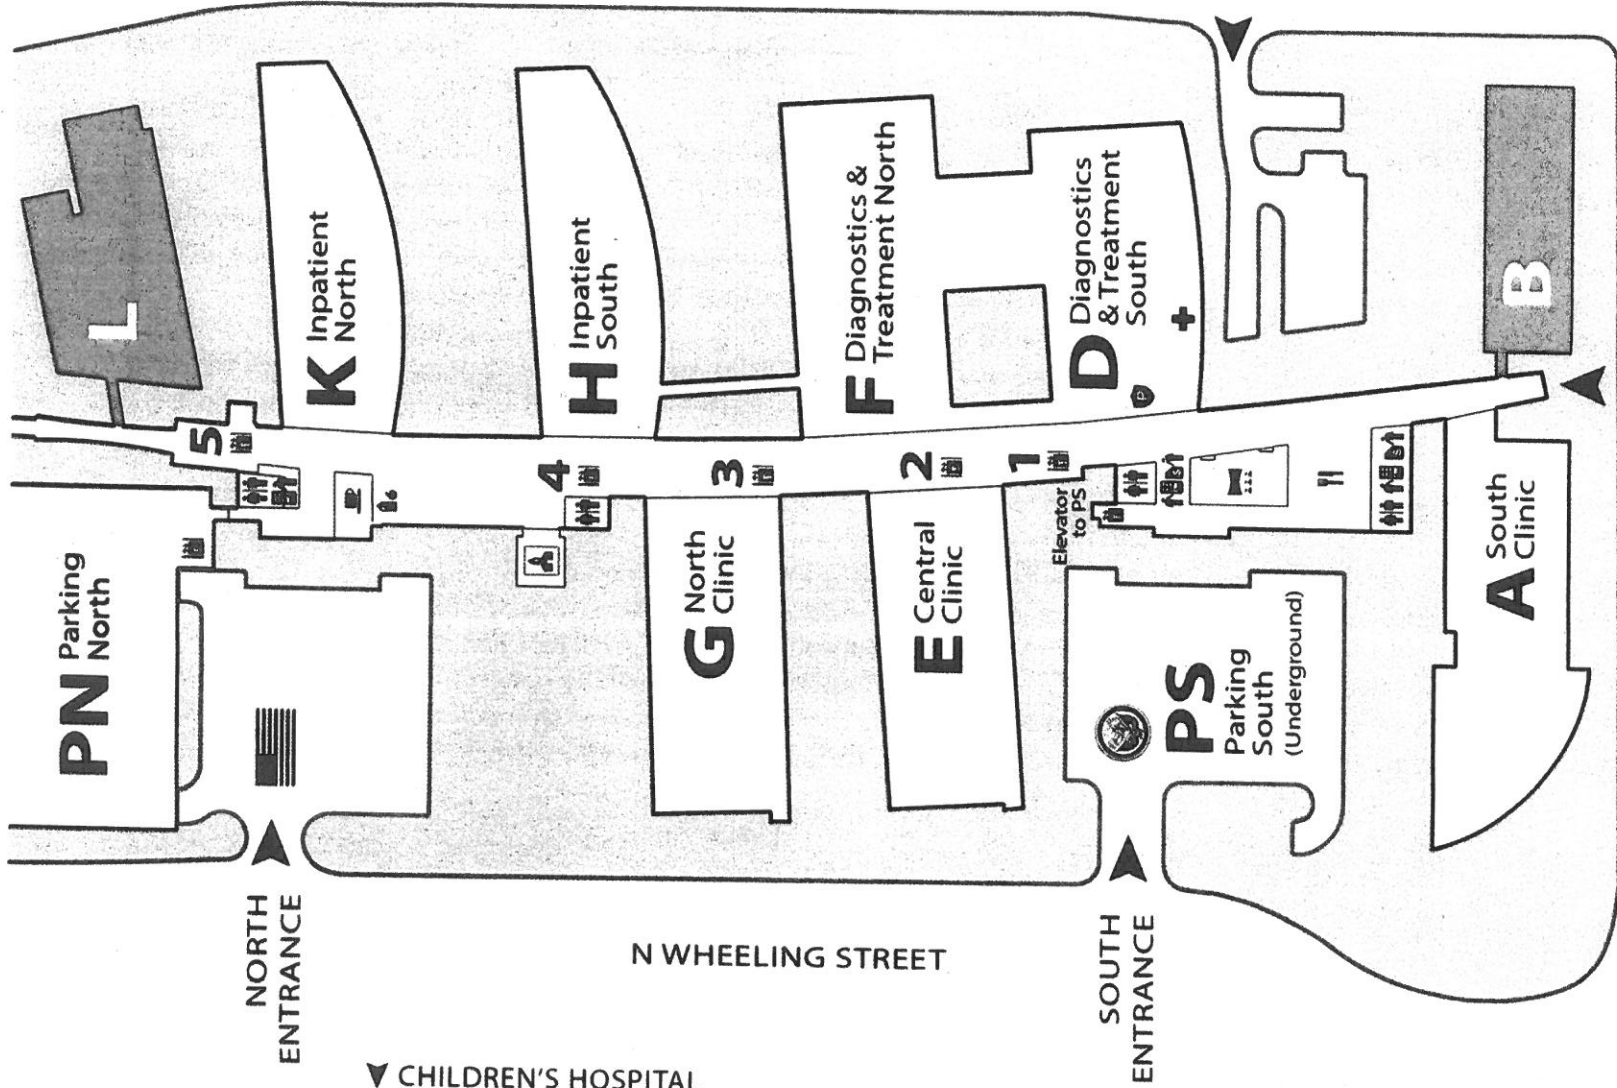 L
K Inpatient
North
H Inpatient
South
F Diagnostics &
Treatment North
D Diagnostics
& Treatment
South
P
B
5
4
3
2
1
6
Elevator
to PS
PN Parking
North
G North
Clinic
E Central
Clinic
PS
Parking
South
(Underground)
A South
Clinic
NORTH
ENTRANCE
N WHEELING STREET
SOUTH
ENTRANCE
CHILDREN'S HOSPITAL